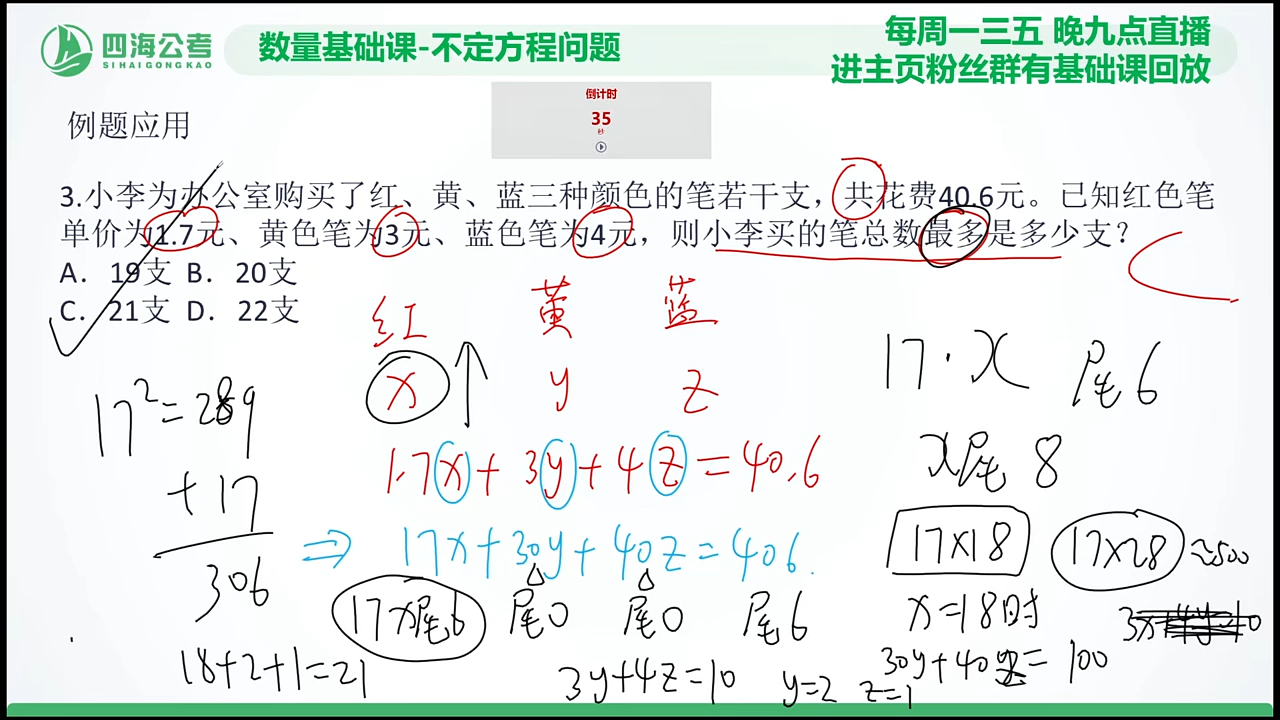 四海公考
SIHAIGONGKAO
数量基础课-不定方程问题
每周一三五 晚九点直播
进主页粉丝群有基础课回放
倒计时
35
秒
例题应用
3.小李为办公室购买了红、黄、蓝三种颜色的笔若干支，共花费40.6元。已知红色笔
单价为1.7元、黄色笔为3元、蓝色笔为4元，则小李买的笔总数最多是多少支？
A. 19支 B. 20支
C. 21支 D. 22支
红 黄 蓝
x y z
1.7x+3y+4z=40.6
⇒ 17x+30y+40z=406.
17x尾6 尾0 尾0 尾6
17²=289
+17
306
18+2+1=21
3y+4z=10 y=2 z=1
17·x 尾6
x尾8
17×18 17×28≈500
x=18时
30y+40z=100